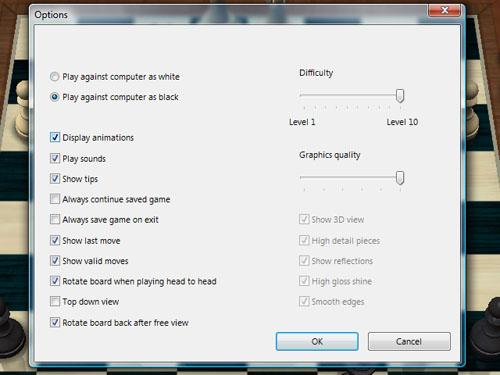 Options
Play against computer as white
Play against computer as black
Display animations
Play sounds
Show tips
Always continue saved game
Always save game on exit
Show last move
Show valid moves
Rotate board when playing head to head
Top down view
Rotate board back after free view
Difficulty
Level 1 Level 10
Graphics quality
Show 3D view
High detail pieces
Show reflections
High gloss shine
Smooth edges
OK Cancel